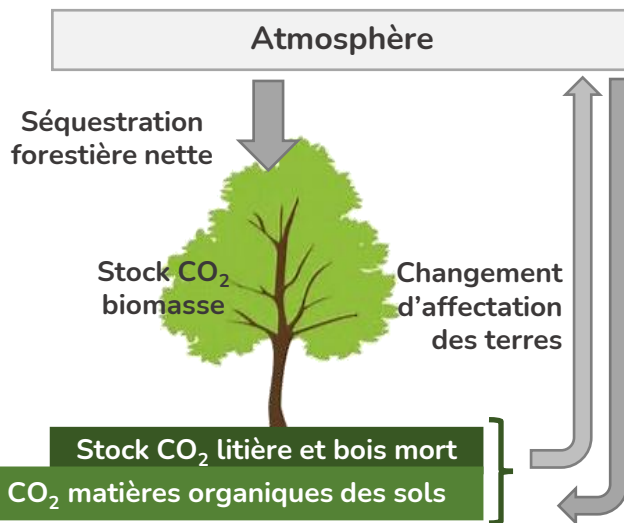 Atmosphère
Séquestration
forestière nette
Stock CO₂
biomasse
Changement
d'affectation
des terres
Stock CO₂ litière et bois mort
CO₂ matières organiques des sols